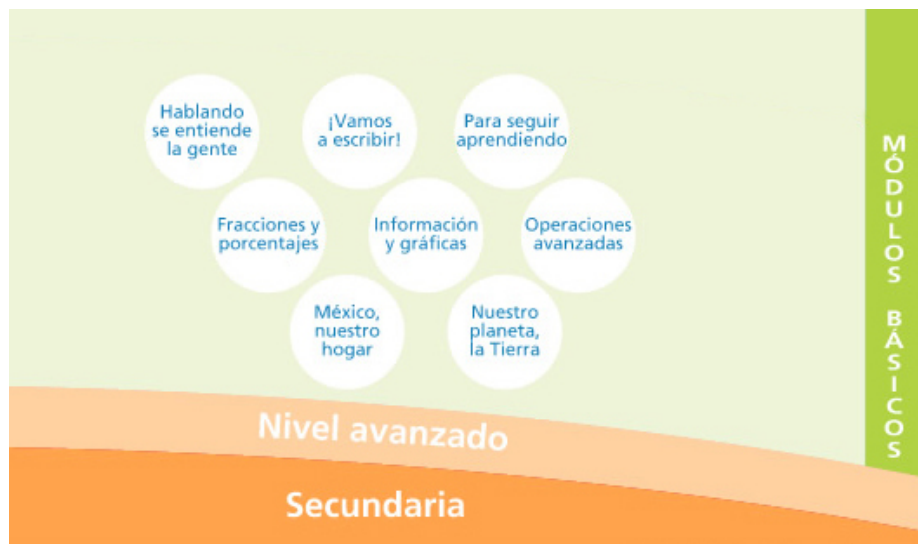 Hablando
se entiende
la gente
¡Vamos
a escribir!
Para seguir
aprendiendo
Fracciones y
porcentajes
Información
y gráficas
Operaciones
avanzadas
México,
nuestro
hogar
Nuestro
planeta,
la Tierra
Nivel avanzado
Secundaria
MÓDULOS BÁSICOS